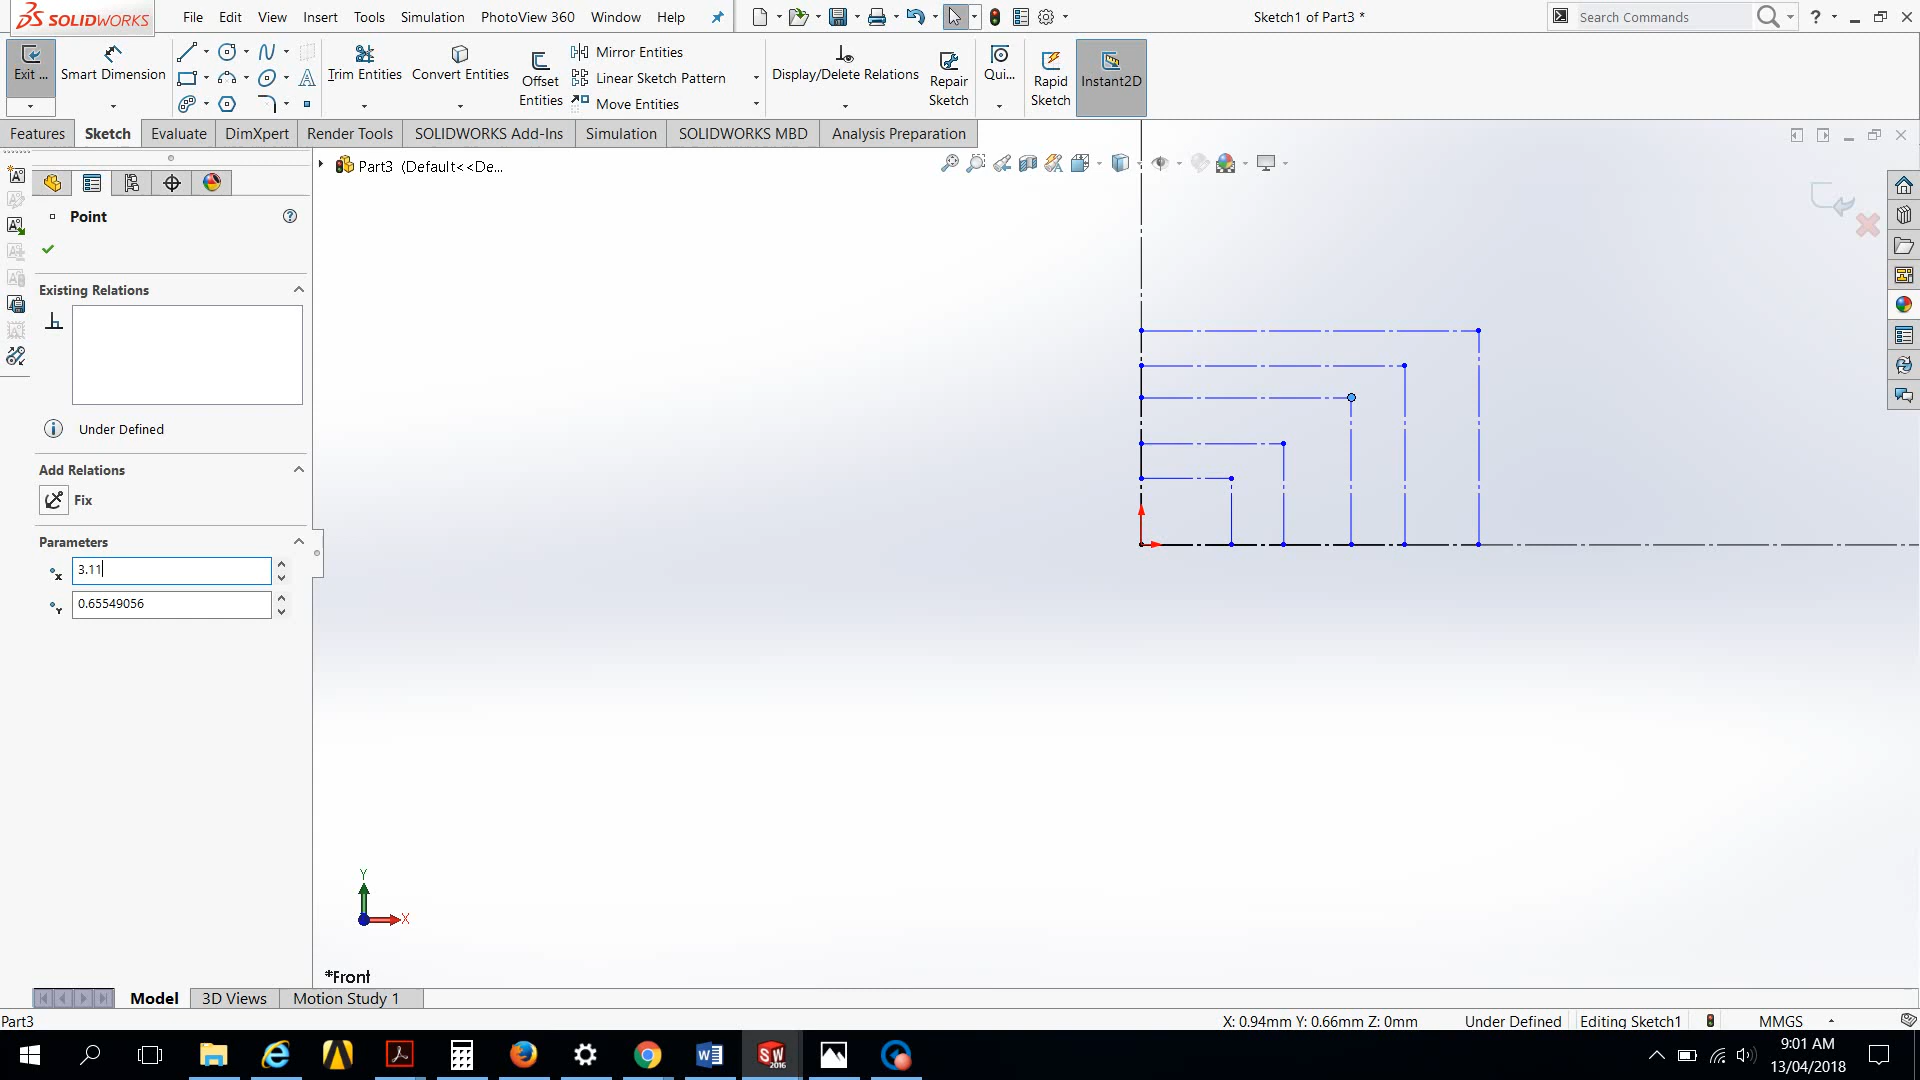 SOLIDWORKS File Edit View Insert Tools Simulation PhotoView 360 Window Help Sketch1 of Part3 * Search Commands ?
Exit ... Smart Dimension Trim Entities Convert Entities Offset Entities Mirror Entities Linear Sketch Pattern Move Entities Display/Delete Relations Repair Sketch Qui... Rapid Sketch Instant2D
Features Sketch Evaluate DimXpert Render Tools SOLIDWORKS Add-Ins Simulation SOLIDWORKS MBD Analysis Preparation
Part3 (Default<<De...
Point
Existing Relations
Under Defined
Add Relations
Fix
Parameters
x 3.11
Y 0.65549056
Y
X
*Front
Model 3D Views Motion Study 1
Part3 X: 0.94mm Y: 0.66mm Z: 0mm Under Defined Editing Sketch1 MMGS
SW 2016
9:01 AM
13/04/2018